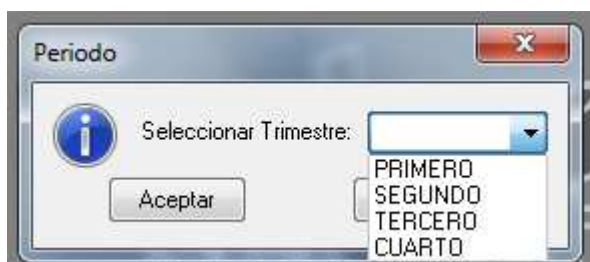 Periodo
Seleccionar Trimestre:
PRIMERO
SEGUNDO
TERCERO
CUARTO
Aceptar